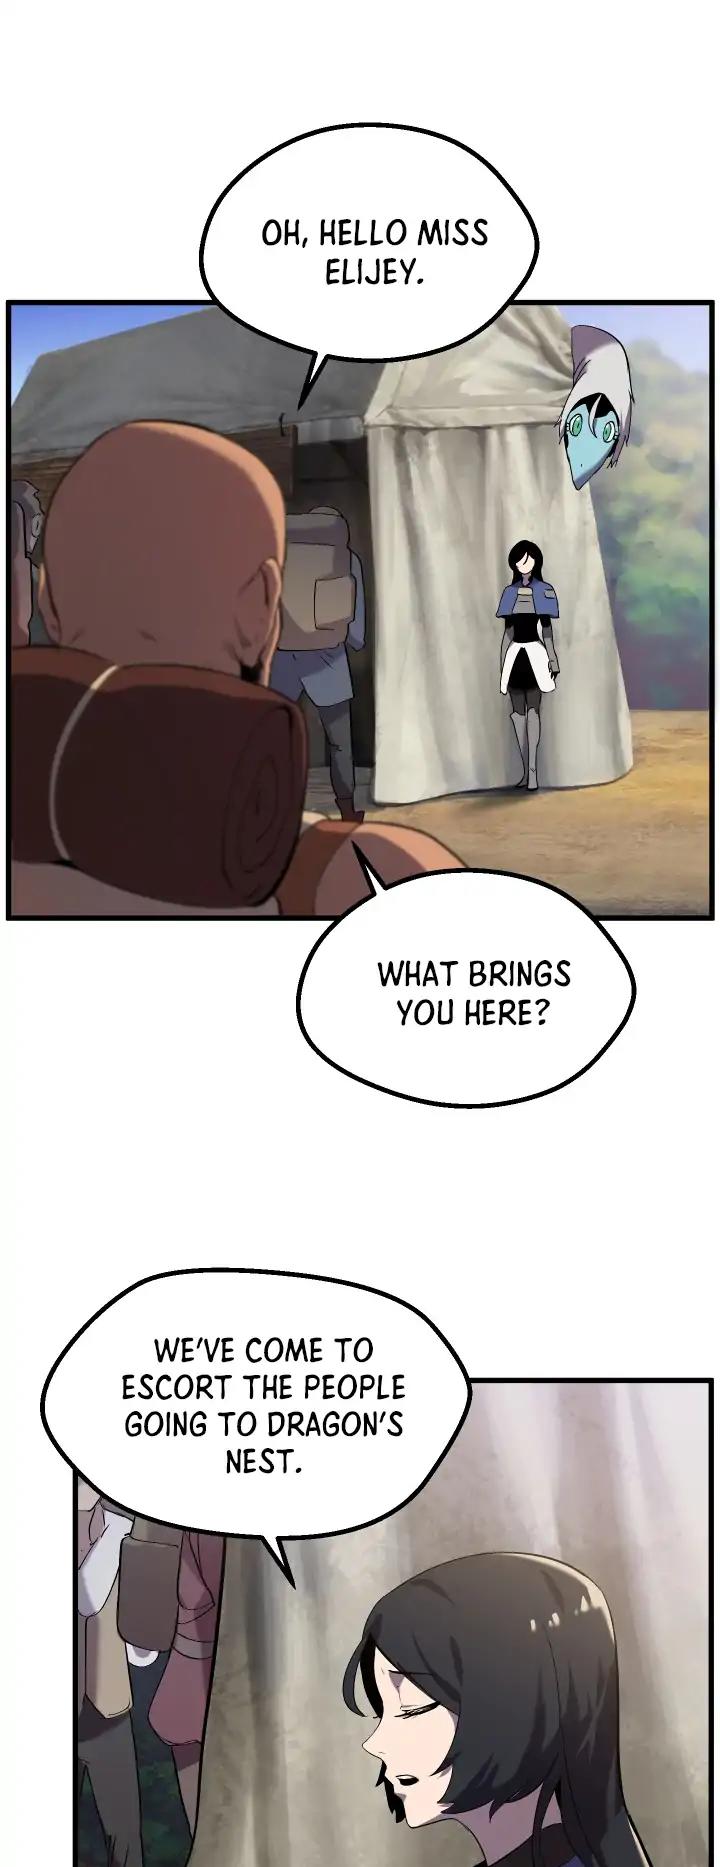 OH, HELLO MISS
ELIJEY.
WHAT BRINGS
YOU HERE?
WE'VE COME TO
ESCORT THE PEOPLE
GOING TO DRAGON'S
NEST.